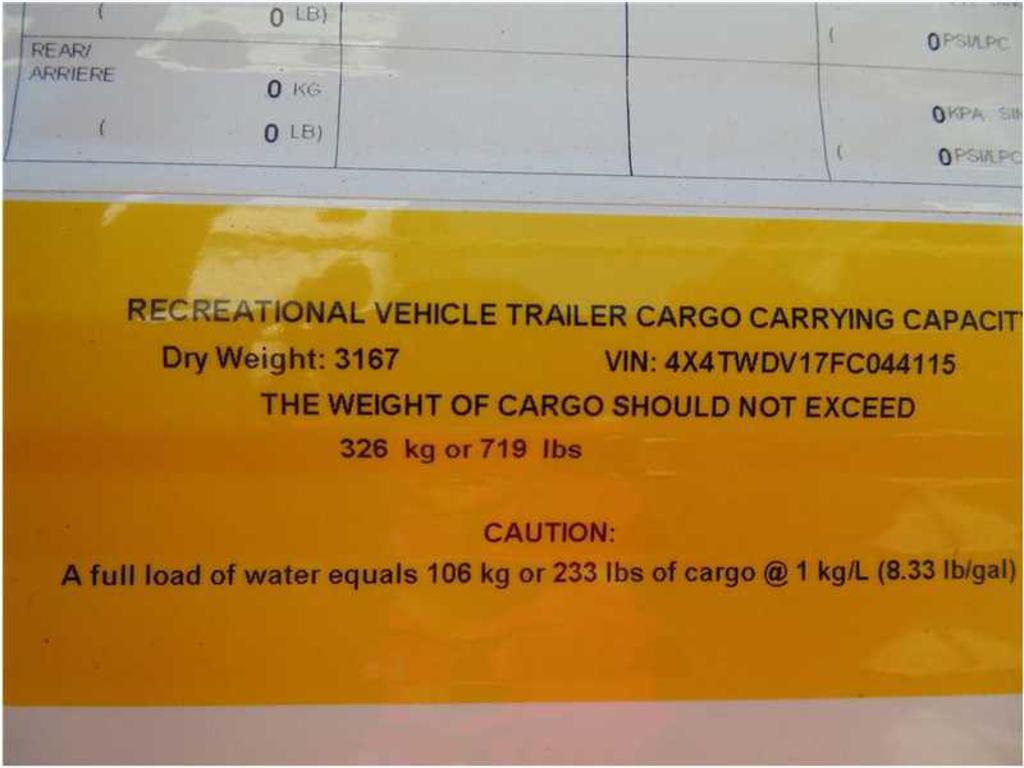 ( 0 LB)
REAR/
ARRIERE
0 KG
( 0 LB)
( 0 PSI/LPC
0 KPA
( 0 PSI/LPC
RECREATIONAL VEHICLE TRAILER CARGO CARRYING CAPACIT
Dry Weight: 3167 VIN: 4X4TWDV17FC044115
THE WEIGHT OF CARGO SHOULD NOT EXCEED
326 kg or 719 lbs
CAUTION:
A full load of water equals 106 kg or 233 lbs of cargo @ 1 kg/L (8.33 lb/gal)